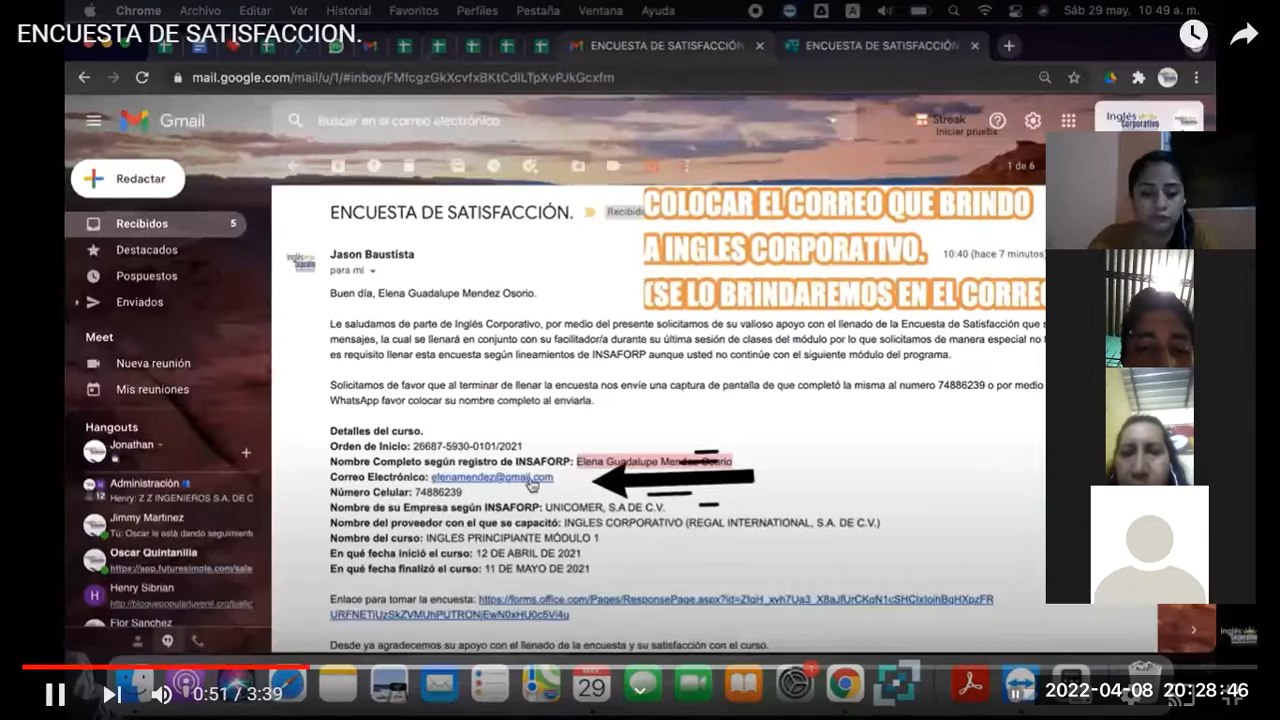 Chrome Archivo Editar Ver Historial Favoritos Perfiles Pestaña Ventana Ayuda
Sáb 29 may. 10:49 a. m.
ENCUESTA DE SATISFACCION.
ENCUESTA DE SATISFACCIÓN
ENCUESTA DE SATISFACCIÓN
mail.google.com/mail/u/1/#inbox/FMfcgzGkXcvfxBKtCdlLTpXvPJkGcxfm
Gmail
Buscar en el correo electrónico
Streak
Iniciar prueba
Inglés
Corporativo
Redactar
1 de 6
Recibidos 5
Destacados
Pospuestos
Enviados
Meet
Nueva reunión
Mis reuniones
Hangouts
Jonathan
Administración
12 Henry: Z Z INGENIEROS S.A. DE C
Jimmy Martinez
Tú: Oscar le está dando seguimiento
Oscar Quintanilla
https://app.futuresimple.com/sale
H Henry Sibrian
http://bloquepopularjuvenil.org/justic
Flor Sanchez
ENCUESTA DE SATISFACCIÓN.
COLOCAR EL CORREO QUE BRINDO
A INGLES CORPORATIVO.
(SE LO BRINDAREMOS EN EL CORREO
Jason Bautista
10:40 (hace 7 minutos)
para mí
Buen día, Elena Guadalupe Mendez Osorio.
Le saludamos de parte de Inglés Corporativo, por medio del presente solicitamos de su valioso apoyo con el llenado de la Encuesta de Satisfacción que s
mensajes, la cual se llenará en conjunto con su facilitador/a durante su última sesión de clases del módulo por lo que solicitamos de manera especial no
es requisito llenar esta encuesta según lineamientos de INSAFORP aunque usted no continúe con el siguiente módulo del programa.
Solicitamos de favor que al terminar de llenar la encuesta nos envíe una captura de pantalla de que completó la misma al numero 74886239 o por medio
WhatsApp favor colocar su nombre completo al enviarla.
Detalles del curso.
Orden de Inicio: 26687-5930-0101/2021
Nombre Completo según registro de INSAFORP: Elena Guadalupe Mendez Osorio
Correo Electrónico: elenamendez@gmail.com
Número Celular: 74886239
Nombre de su Empresa según INSAFORP: UNICOMER, S.A DE C.V.
Nombre del proveedor con el que se capacitó: INGLES CORPORATIVO (REGAL INTERNATIONAL, S.A. DE C.V.)
Nombre del curso: INGLES PRINCIPIANTE MÓDULO 1
En qué fecha inició el curso: 12 DE ABRIL DE 2021
En qué fecha finalizó el curso: 11 DE MAYO DE 2021
Enlace para tomar la encuesta:
Desde ya agradecemos su apoyo con el llenado de la encuesta y su satisfacción con el curso.
MAY.
29
0:51 / 3:39
2022-04-08 20:28:46